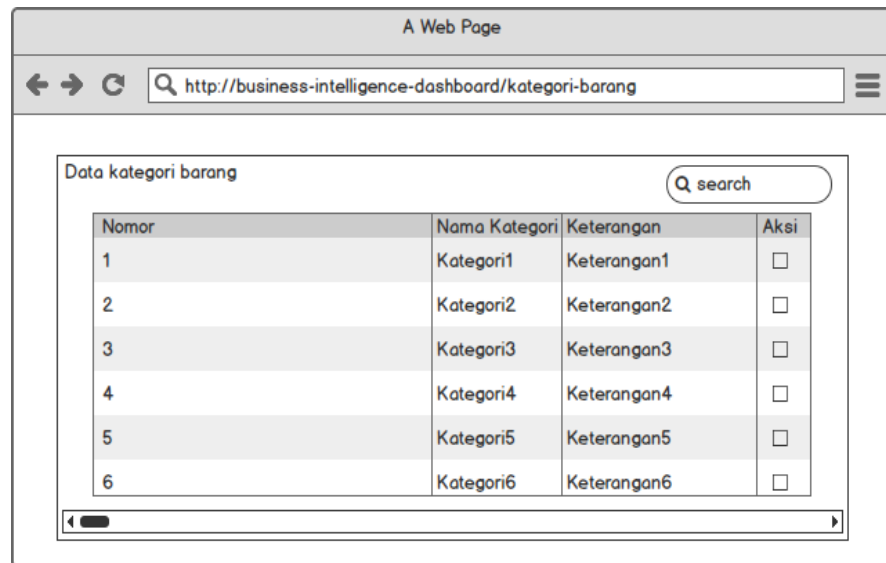 A Web Page
http://business-intelligence-dashboard/kategori-barang
Data kategori barang
search
Nomor Nama Kategori Keterangan Aksi
1 Kategori1 Keterangan1
2 Kategori2 Keterangan2
3 Kategori3 Keterangan3
4 Kategori4 Keterangan4
5 Kategori5 Keterangan5
6 Kategori6 Keterangan6